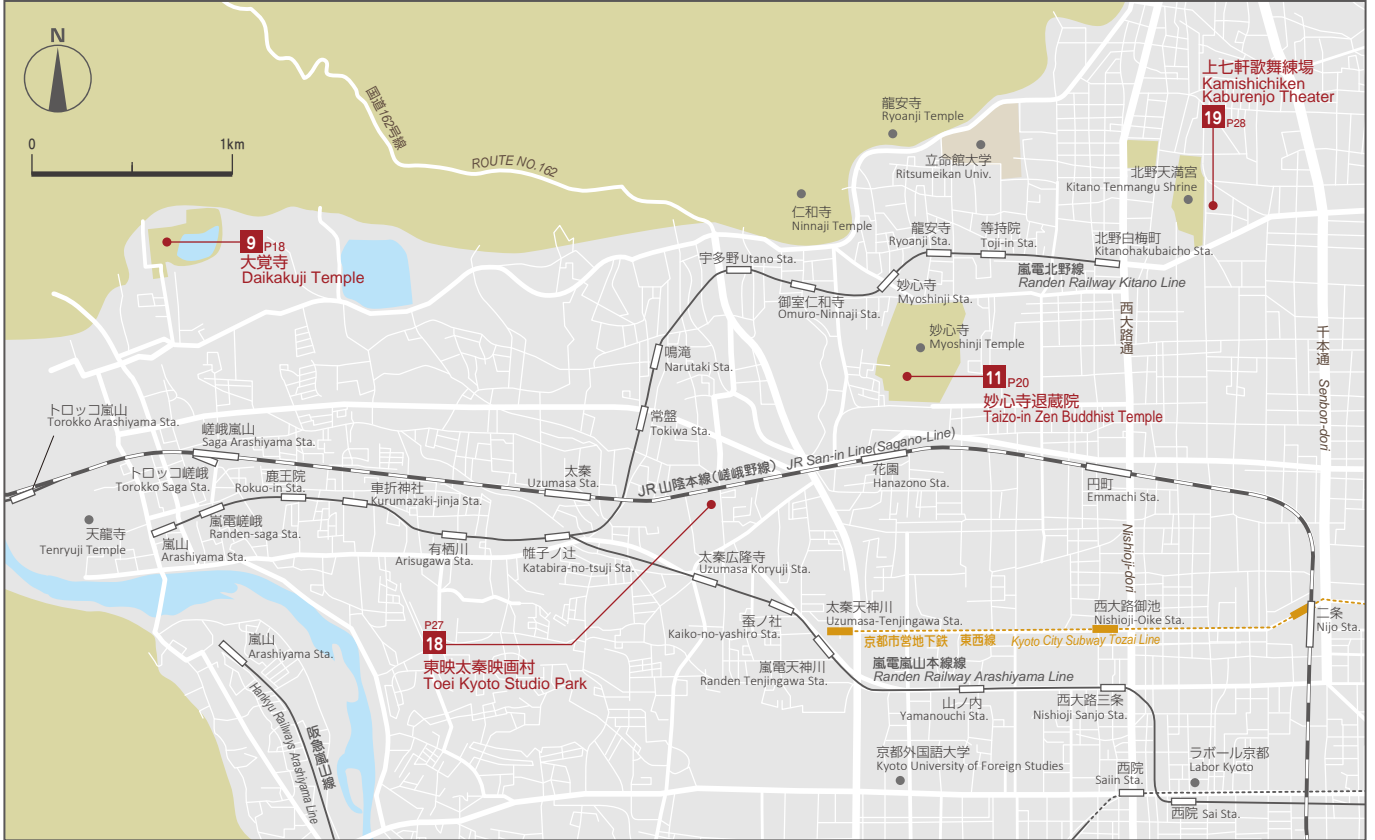 N
0
1km
国道162号線
ROUTE NO.162
上七軒歌舞練場
Kamishichiken
Kaburenjo Theater
19 P28
龍安寺
Ryoanji Temple
立命館大学
Ritsumeikan Univ.
北野天満宮
Kitano Tenmangu Shrine
仁和寺
Ninnaji Temple
9 P18
大覚寺
Daikakuji Temple
宇多野 Utano Sta.
御室仁和寺
Omuro-Ninnaji Sta.
妙心寺
Myoshinji Sta.
龍安寺
Ryoanji Sta.
等持院
Toji-in Sta.
北野白梅町
Kitanohakubaicho Sta.
嵐電北野線
Randen Railway Kitano Line
西大路通
千本通
Senbon-dori
妙心寺
Myoshinji Temple
11 P20
妙心寺退蔵院
Taizo-in Zen Buddhist Temple
鳴滝
Narutaki Sta.
常盤
Tokiwa Sta.
トロッコ嵐山
Torokko Arashiyama Sta.
嵯峨嵐山
Saga Arashiyama Sta.
トロッコ嵯峨
Torokko Saga Sta.
鹿王院
Rokuo-in Sta.
車折神社
Kurumazaki-jinja Sta.
太秦
Uzumasa Sta.
JR 山陰本線(嵯峨野線)
JR San-in Line(Sagano-Line)
花園
Hanazono Sta.
円町
Emmachi Sta.
天龍寺
Tenryuji Temple
嵐山
Arashiyama Sta.
嵐電嵯峨
Randen-saga Sta.
有栖川
Arisugawa Sta.
帷子ノ辻
Katabira-no-tsuji Sta.
太秦広隆寺
Uzumasa Koryuji Sta.
Nishioji-dori
蚕ノ社
Kaiko-no-yashiro Sta.
太秦天神川
Uzumasa-Tenjingawa Sta.
西大路御池
Nishioji-Oike Sta.
二条
Nijo Sta.
京都市営地下鉄 東西線
Kyoto City Subway Tozai Line
P27
18
東映太秦映画村
Toei Kyoto Studio Park
嵐山
Arashiyama Sta.
Hankyu Railways Arashiyama Line
阪急嵐山線
嵐電天神川
Randen Tenjingawa Sta.
嵐電嵐山本線線
Randen Railway Arashiyama Line
山ノ内
Yamanouchi Sta.
西大路三条
Nishioji Sanjo Sta.
京都外国語大学
Kyoto University of Foreign Studies
西院
Saiin Sta.
ラボール京都
Labor Kyoto
西院 Sai Sta.